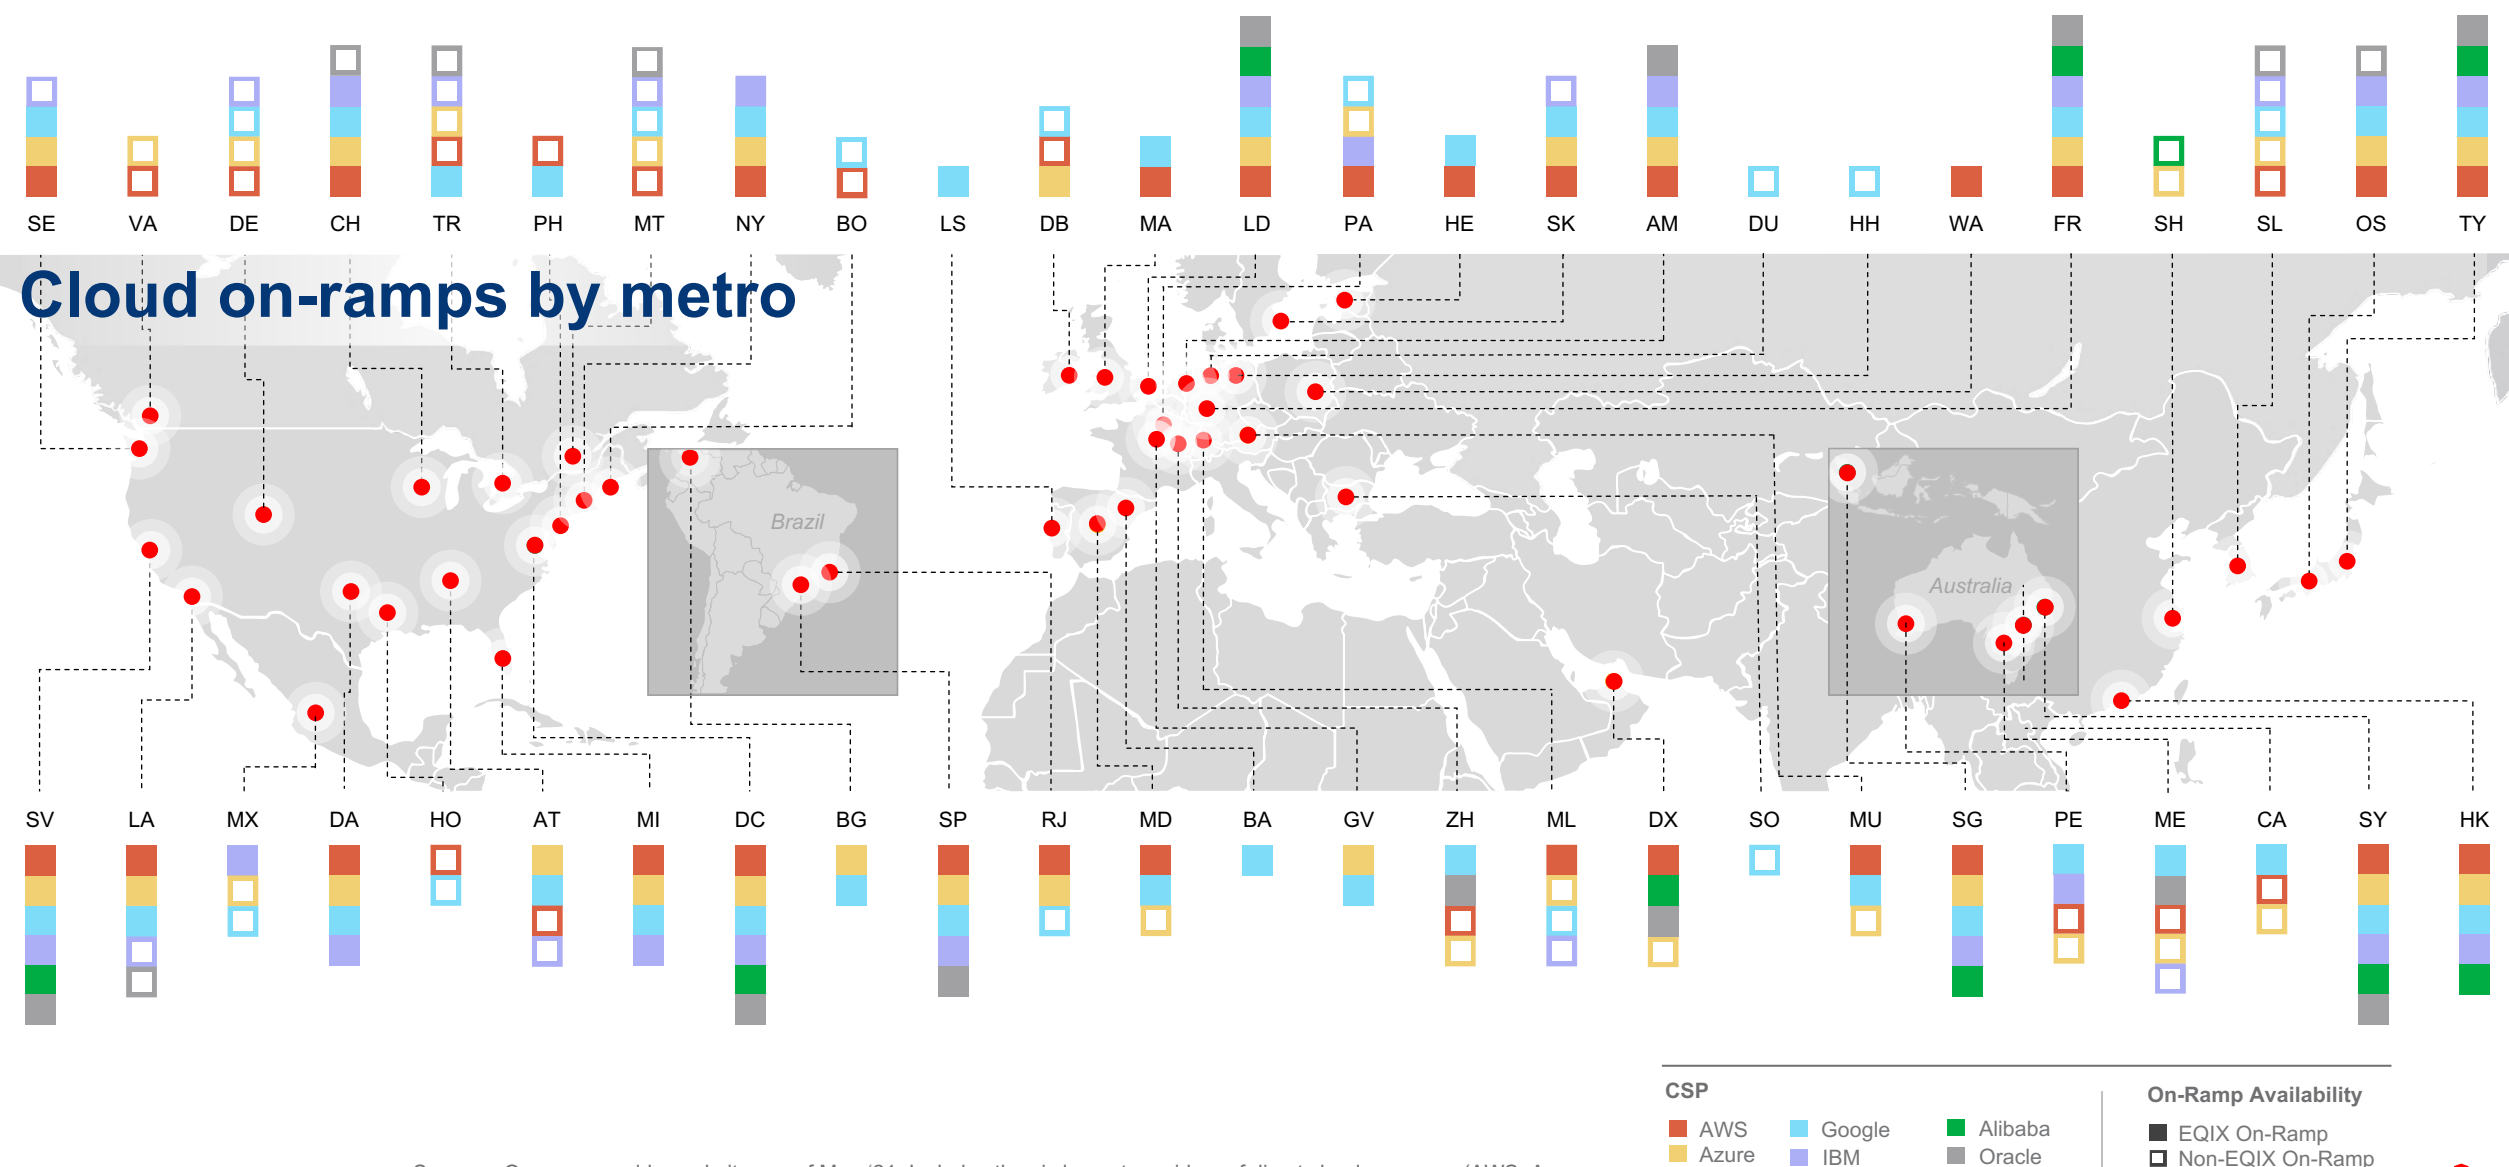 SE VA DE CH TR PH MT NY BO LS DB MA LD PA HE SK AM DU HH WA FR SH SL OS TY
Cloud on-ramps by metro
Brazil
Australia
SV LA MX DA HO AT MI DC BG SP RJ MD BA GV ZH ML DX SO MU SG PE ME CA SY HK
CSP
On-Ramp Availability
AWS
Google
Alibaba
EQIX On-Ramp
Azure
IBM
Oracle
Non-EQIX On-Ramp